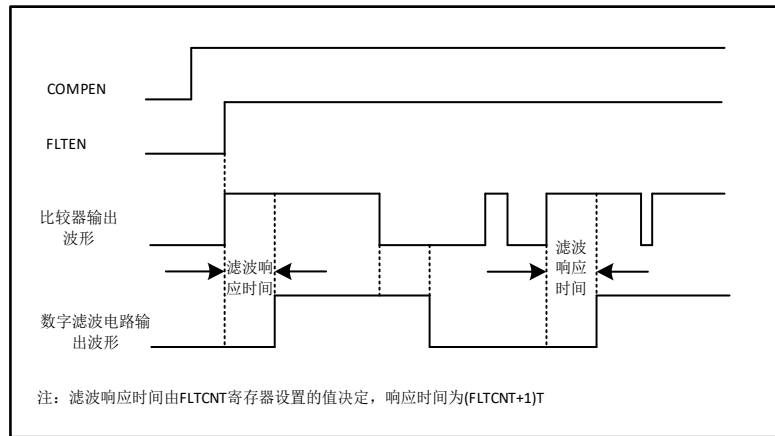 COMPEN
FLTEN
比较器输出
波形
滤波响
应时间
滤波
响应
时间
数字滤波电路输
出波形
注：滤波响应时间由FLTCNT寄存器设置的值决定，响应时间为(FLTCNT+1)T